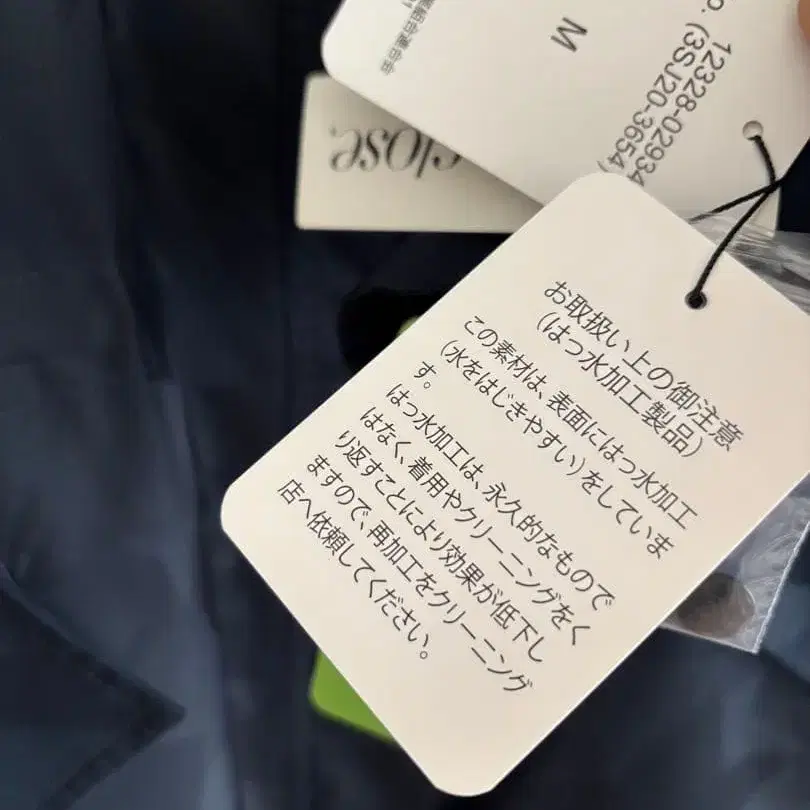 M
12328-02934
o. (3SJ20-3654)
close.
お取扱い上の御注意
(はっ水加工製品)
この素材は、表面にはっ水加工
(水をはじきやすい)をしていま
す。
はっ水加工は、永久的なもので
はなく、着用やクリーニングをく
り返すことにより効果が低下し
ますので、再加工をクリーニング
店へ依頼してください。